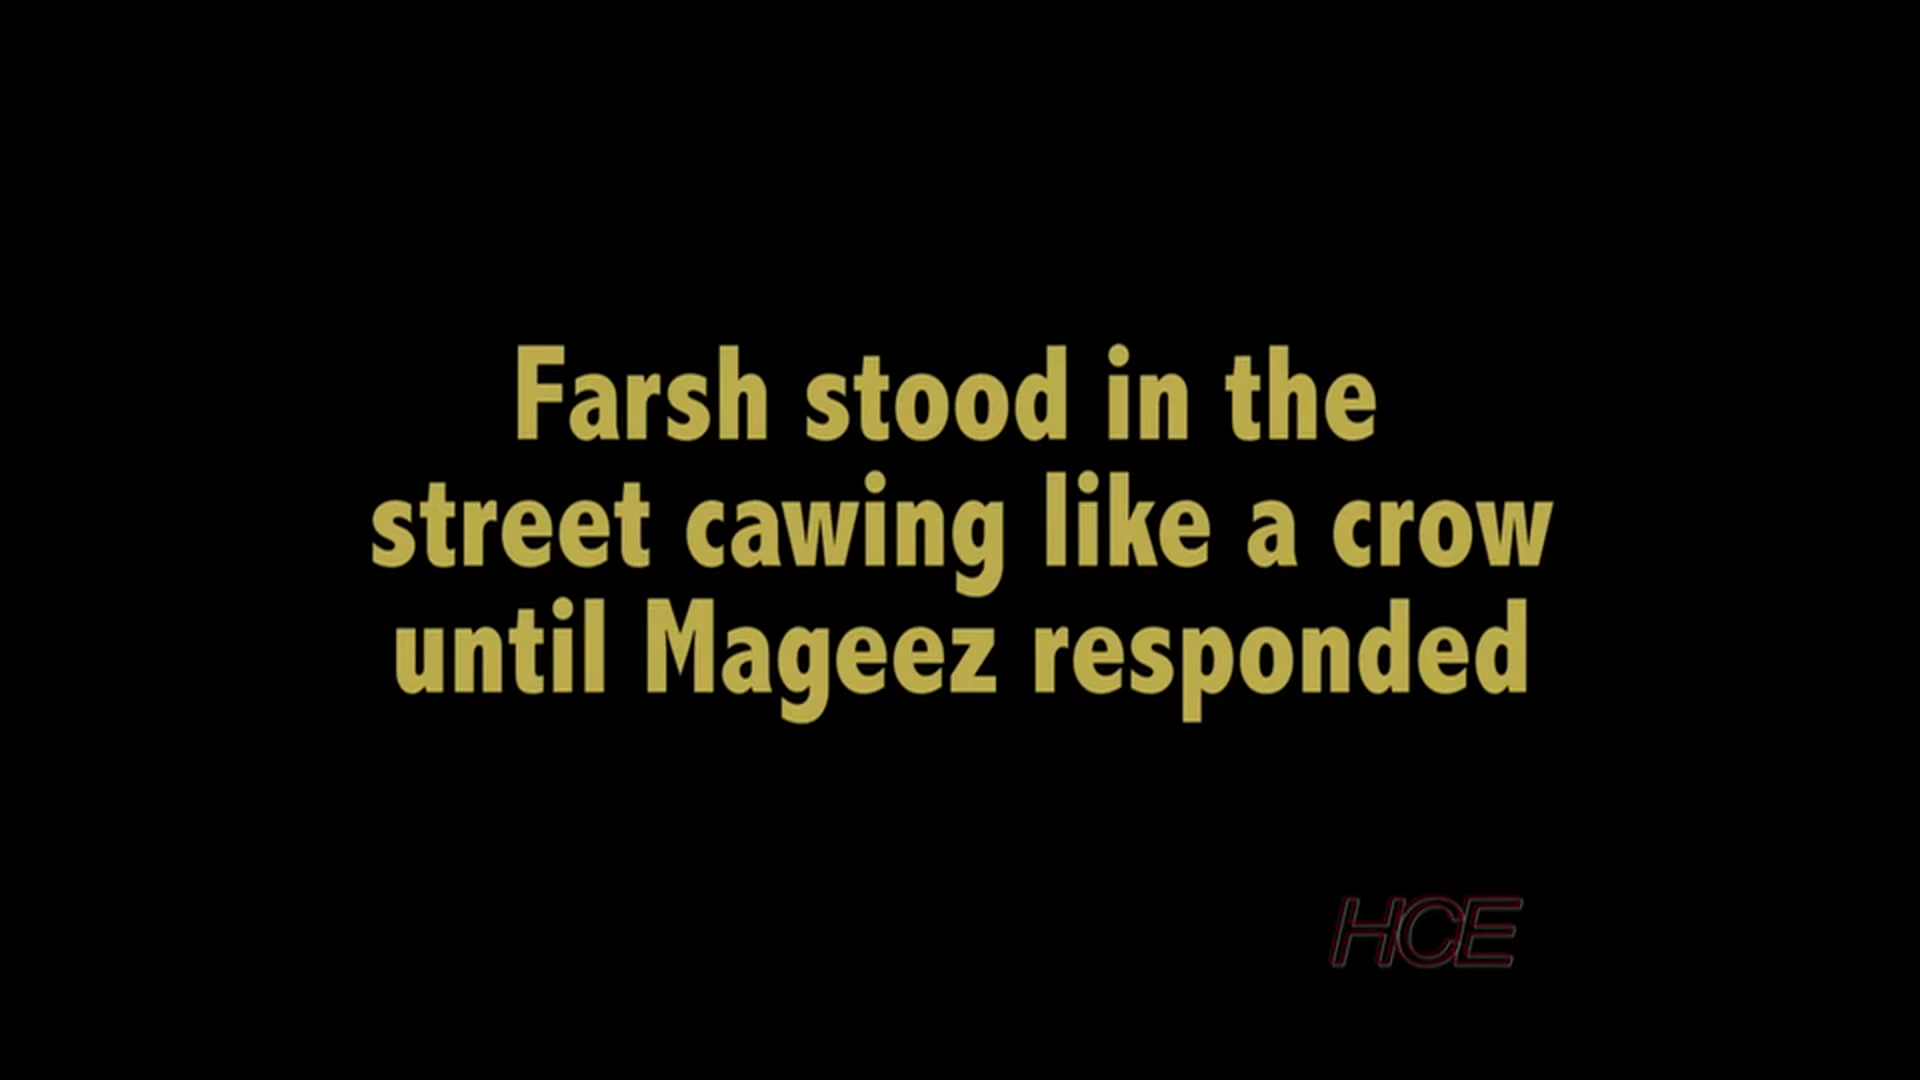 Farsh stood in the
street cawing like a crow
until Mageez responded
HCE